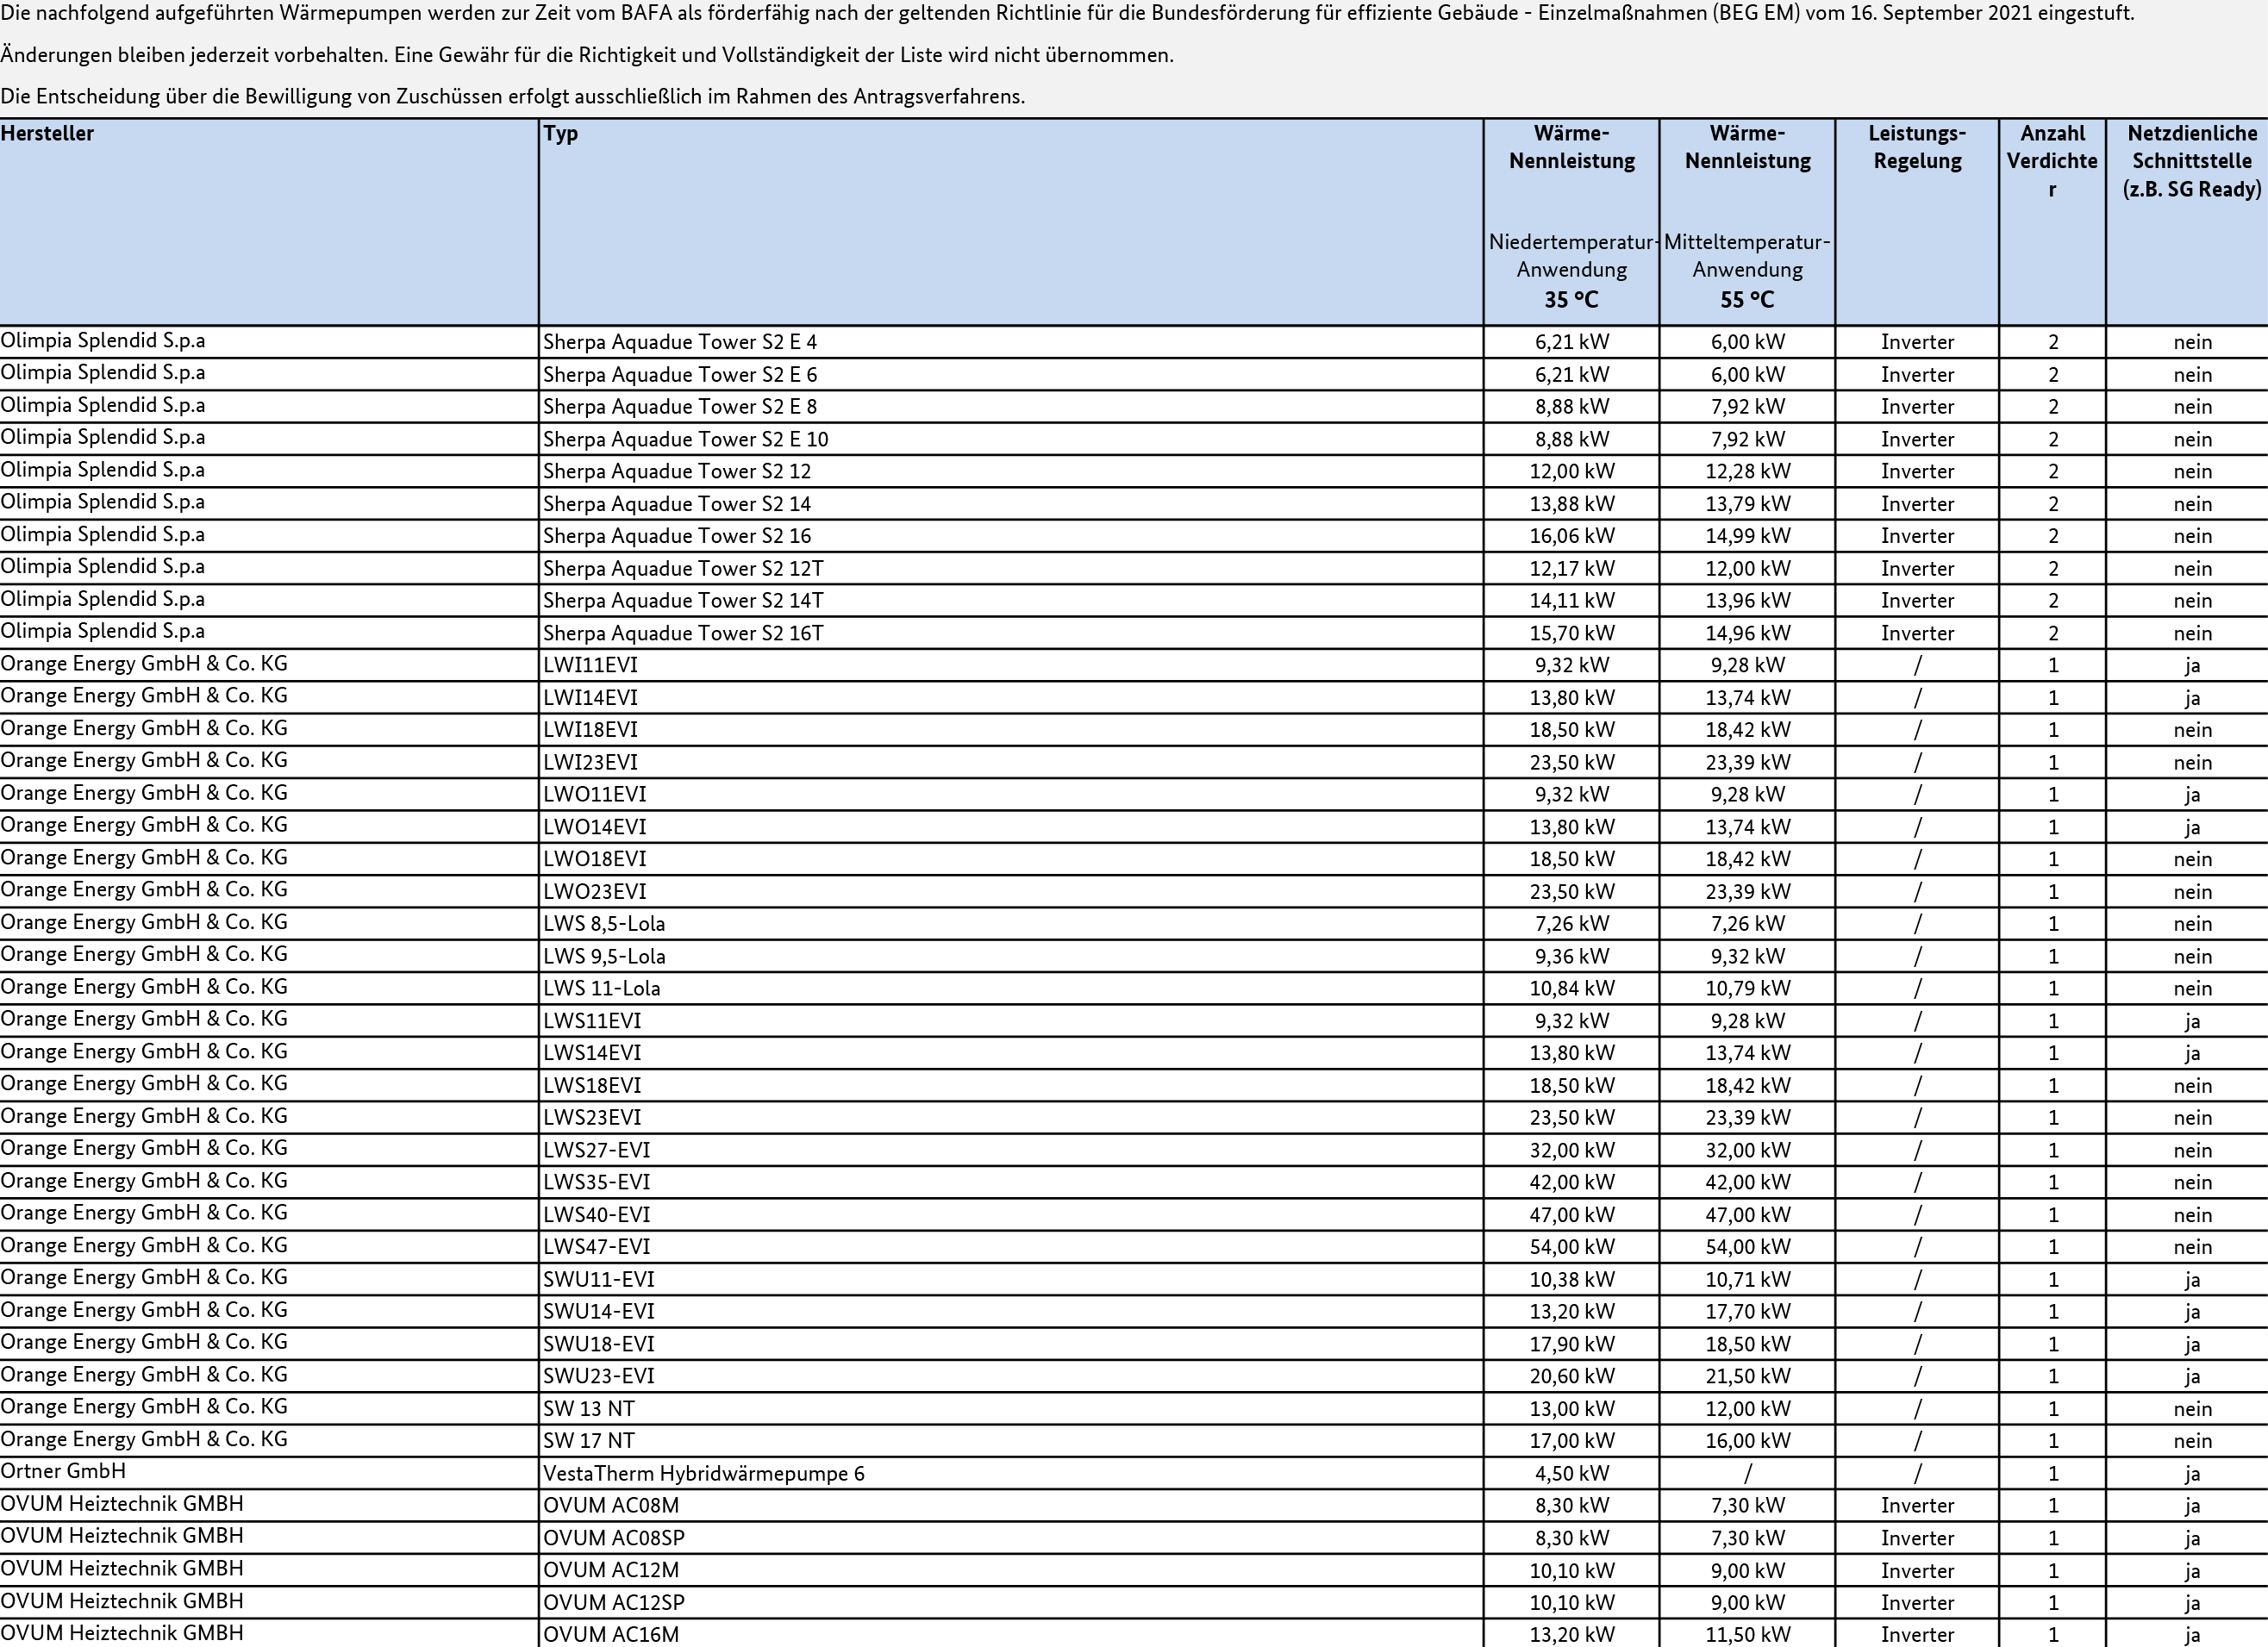 Die nachfolgend aufgeführten Wärmepumpen werden zur Zeit vom BAFA als förderfähig nach der geltenden Richtlinie für die Bundesförderung für effiziente Gebäude - Einzelmaßnahmen (BEG EM) vom 16. September 2021 eingestuft.
Änderungen bleiben jederzeit vorbehalten. Eine Gewähr für die Richtigkeit und Vollständigkeit der Liste wird nicht übernommen.
Die Entscheidung über die Bewilligung von Zuschüssen erfolgt ausschließlich im Rahmen des Antragsverfahrens.
Hersteller Typ Wärme- Wärme- Leistungs- Anzahl Netzdienliche
Nennleistung Nennleistung Regelung Verdichte Schnittstelle
r (z.B. SG Ready)
Niedertemperatur- Mitteltemperatur-
Anwendung Anwendung
35 °C 55 °C
Olimpia Splendid S.p.a Sherpa Aquadue Tower S2 E 4 6,21 kW 6,00 kW Inverter 2 nein
Olimpia Splendid S.p.a Sherpa Aquadue Tower S2 E 6 6,21 kW 6,00 kW Inverter 2 nein
Olimpia Splendid S.p.a Sherpa Aquadue Tower S2 E 8 8,88 kW 7,92 kW Inverter 2 nein
Olimpia Splendid S.p.a Sherpa Aquadue Tower S2 E 10 8,88 kW 7,92 kW Inverter 2 nein
Olimpia Splendid S.p.a Sherpa Aquadue Tower S2 12 12,00 kW 12,28 kW Inverter 2 nein
Olimpia Splendid S.p.a Sherpa Aquadue Tower S2 14 13,88 kW 13,79 kW Inverter 2 nein
Olimpia Splendid S.p.a Sherpa Aquadue Tower S2 16 16,06 kW 14,99 kW Inverter 2 nein
Olimpia Splendid S.p.a Sherpa Aquadue Tower S2 12T 12,17 kW 12,00 kW Inverter 2 nein
Olimpia Splendid S.p.a Sherpa Aquadue Tower S2 14T 14,11 kW 13,96 kW Inverter 2 nein
Olimpia Splendid S.p.a Sherpa Aquadue Tower S2 16T 15,70 kW 14,96 kW Inverter 2 nein
Orange Energy GmbH & Co. KG LWI11EVI 9,32 kW 9,28 kW / 1 ja
Orange Energy GmbH & Co. KG LWI14EVI 13,80 kW 13,74 kW / 1 ja
Orange Energy GmbH & Co. KG LWI18EVI 18,50 kW 18,42 kW / 1 nein
Orange Energy GmbH & Co. KG LWI23EVI 23,50 kW 23,39 kW / 1 nein
Orange Energy GmbH & Co. KG LWO11EVI 9,32 kW 9,28 kW / 1 ja
Orange Energy GmbH & Co. KG LWO14EVI 13,80 kW 13,74 kW / 1 ja
Orange Energy GmbH & Co. KG LWO18EVI 18,50 kW 18,42 kW / 1 nein
Orange Energy GmbH & Co. KG LWO23EVI 23,50 kW 23,39 kW / 1 nein
Orange Energy GmbH & Co. KG LWS 8,5-Lola 7,26 kW 7,26 kW / 1 nein
Orange Energy GmbH & Co. KG LWS 9,5-Lola 9,36 kW 9,32 kW / 1 nein
Orange Energy GmbH & Co. KG LWS 11-Lola 10,84 kW 10,79 kW / 1 nein
Orange Energy GmbH & Co. KG LWS11EVI 9,32 kW 9,28 kW / 1 ja
Orange Energy GmbH & Co. KG LWS14EVI 13,80 kW 13,74 kW / 1 ja
Orange Energy GmbH & Co. KG LWS18EVI 18,50 kW 18,42 kW / 1 nein
Orange Energy GmbH & Co. KG LWS23EVI 23,50 kW 23,39 kW / 1 nein
Orange Energy GmbH & Co. KG LWS27-EVI 32,00 kW 32,00 kW / 1 nein
Orange Energy GmbH & Co. KG LWS35-EVI 42,00 kW 42,00 kW / 1 nein
Orange Energy GmbH & Co. KG LWS40-EVI 47,00 kW 47,00 kW / 1 nein
Orange Energy GmbH & Co. KG LWS47-EVI 54,00 kW 54,00 kW / 1 nein
Orange Energy GmbH & Co. KG SWU11-EVI 10,38 kW 10,71 kW / 1 ja
Orange Energy GmbH & Co. KG SWU14-EVI 13,20 kW 17,70 kW / 1 ja
Orange Energy GmbH & Co. KG SWU18-EVI 17,90 kW 18,50 kW / 1 ja
Orange Energy GmbH & Co. KG SWU23-EVI 20,60 kW 21,50 kW / 1 ja
Orange Energy GmbH & Co. KG SW 13 NT 13,00 kW 12,00 kW / 1 nein
Orange Energy GmbH & Co. KG SW 17 NT 17,00 kW 16,00 kW / 1 nein
Ortner GmbH VestaTherm Hybridwärmepumpe 6 4,50 kW / / 1 ja
OVUM Heiztechnik GMBH OVUM AC08M 8,30 kW 7,30 kW Inverter 1 ja
OVUM Heiztechnik GMBH OVUM AC08SP 8,30 kW 7,30 kW Inverter 1 ja
OVUM Heiztechnik GMBH OVUM AC12M 10,10 kW 9,00 kW Inverter 1 ja
OVUM Heiztechnik GMBH OVUM AC12SP 10,10 kW 9,00 kW Inverter 1 ja
OVUM Heiztechnik GMBH OVUM AC16M 13,20 kW 11,50 kW Inverter 1 ja